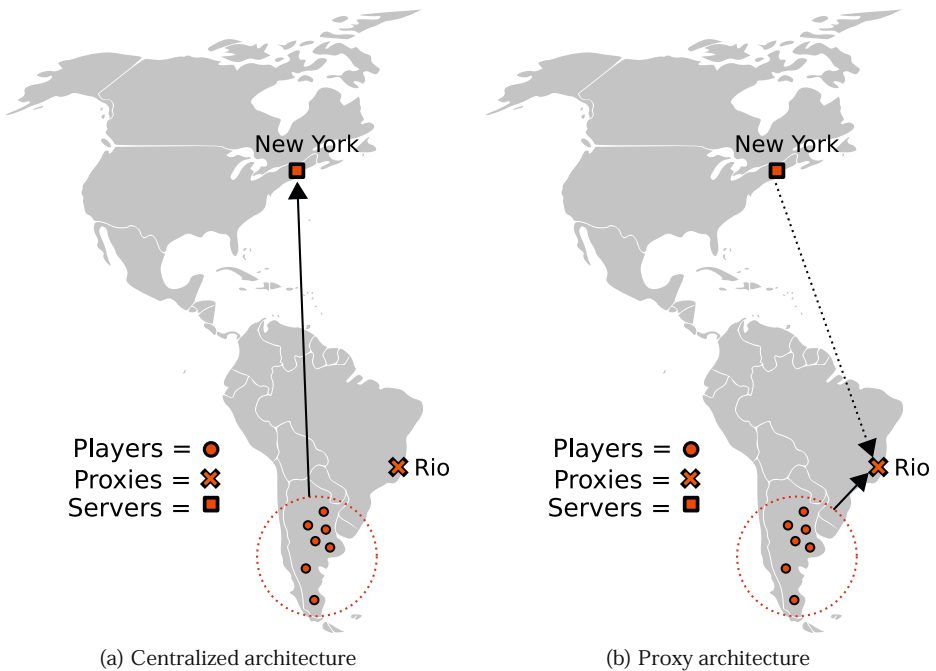 New York
Players =
Proxies =
Servers =
Rio
(a) Centralized architecture
New York
Players =
Proxies =
Servers =
Rio
(b) Proxy architecture